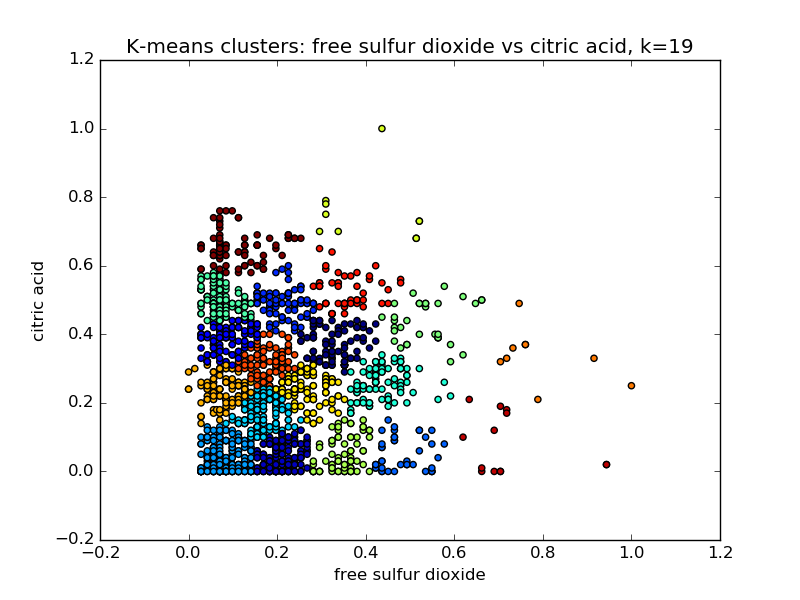 K-means clusters: free sulfur dioxide vs citric acid, k=19
1.2
1.0
0.8
0.6
0.4
0.2
0.0
−0.2
citric acid
−0.2 0.0 0.2 0.4 0.6 0.8 1.0 1.2
free sulfur dioxide